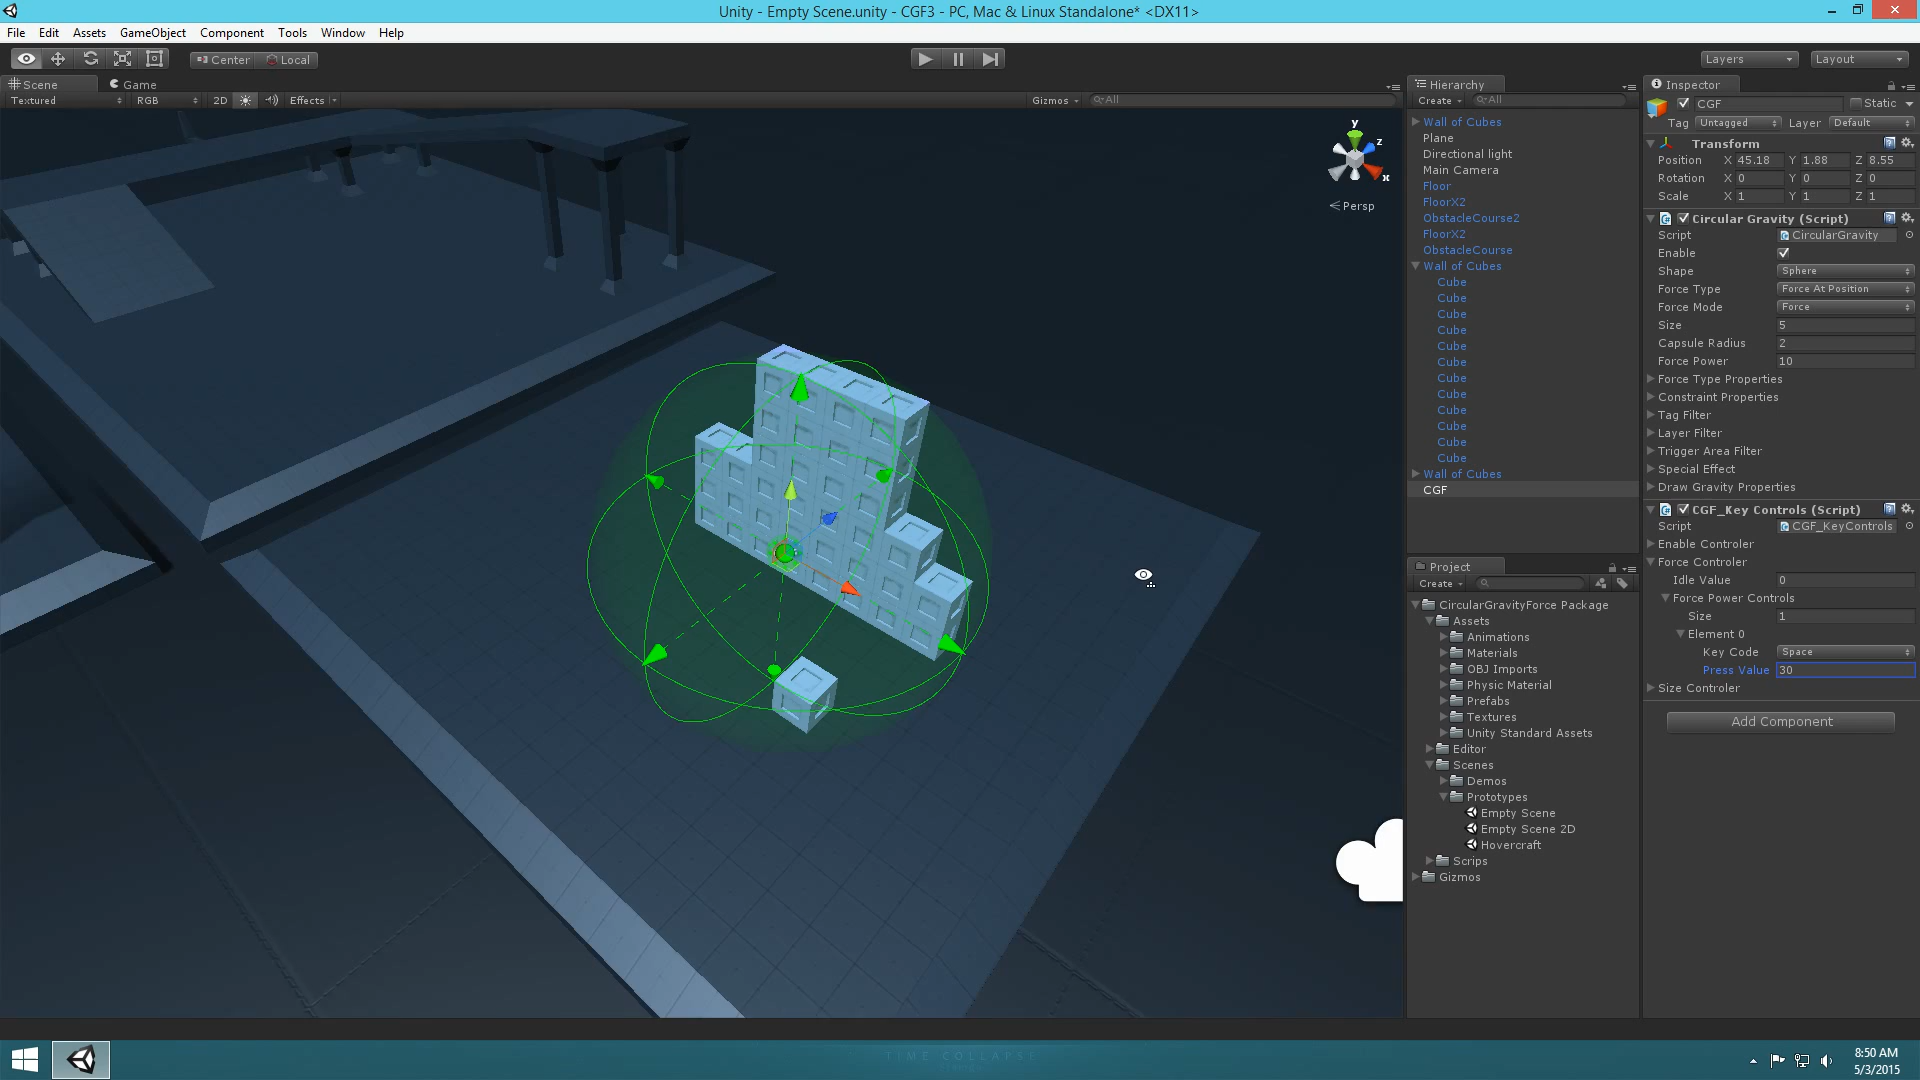 Unity - Empty Scene.unity - CGF3 - PC, Mac & Linux Standalone* <DX11>
File Edit Assets GameObject Component Tools Window Help
Center Local Layers Layout
Scene Game
Textured RGB 2D Effects Gizmos All
y
z
x
Persp
Hierarchy
Create All
Wall of Cubes
Plane
Directional light
Main Camera
Floor
FloorX2
ObstacleCourse2
FloorX2
ObstacleCourse
Wall of Cubes
Cube
Cube
Cube
Cube
Cube
Cube
Cube
Cube
Cube
Cube
Cube
Cube
Wall of Cubes
CGF
Project
Create
CircularGravityForce Package
Assets
Animations
Materials
OBJ Imports
Physic Material
Prefabs
Textures
Unity Standard Assets
Editor
Scenes
Demos
Prototypes
Empty Scene
Empty Scene 2D
Hovercraft
Scrips
Gizmos
Inspector
CGF Static
Tag Untagged Layer Default
Transform
Position X 45.18 Y 1.88 Z 8.55
Rotation X 0 Y 0 Z 0
Scale X 1 Y 1 Z 1
Circular Gravity (Script)
Script CircularGravity
Enable
Shape Sphere
Force Type Force At Position
Force Mode Force
Size 5
Capsule Radius 2
Force Power 10
Force Type Properties
Constraint Properties
Tag Filter
Layer Filter
Trigger Area Filter
Special Effect
Draw Gravity Properties
CGF_Key Controls (Script)
Script CGF_KeyControls
Enable Controler
Force Controler
Idle Value 0
Force Power Controls
Size 1
Element 0
Key Code Space
Press Value 30
Size Controler
Add Component
TIME COLLAPSE
8:50 AM
5/3/2015